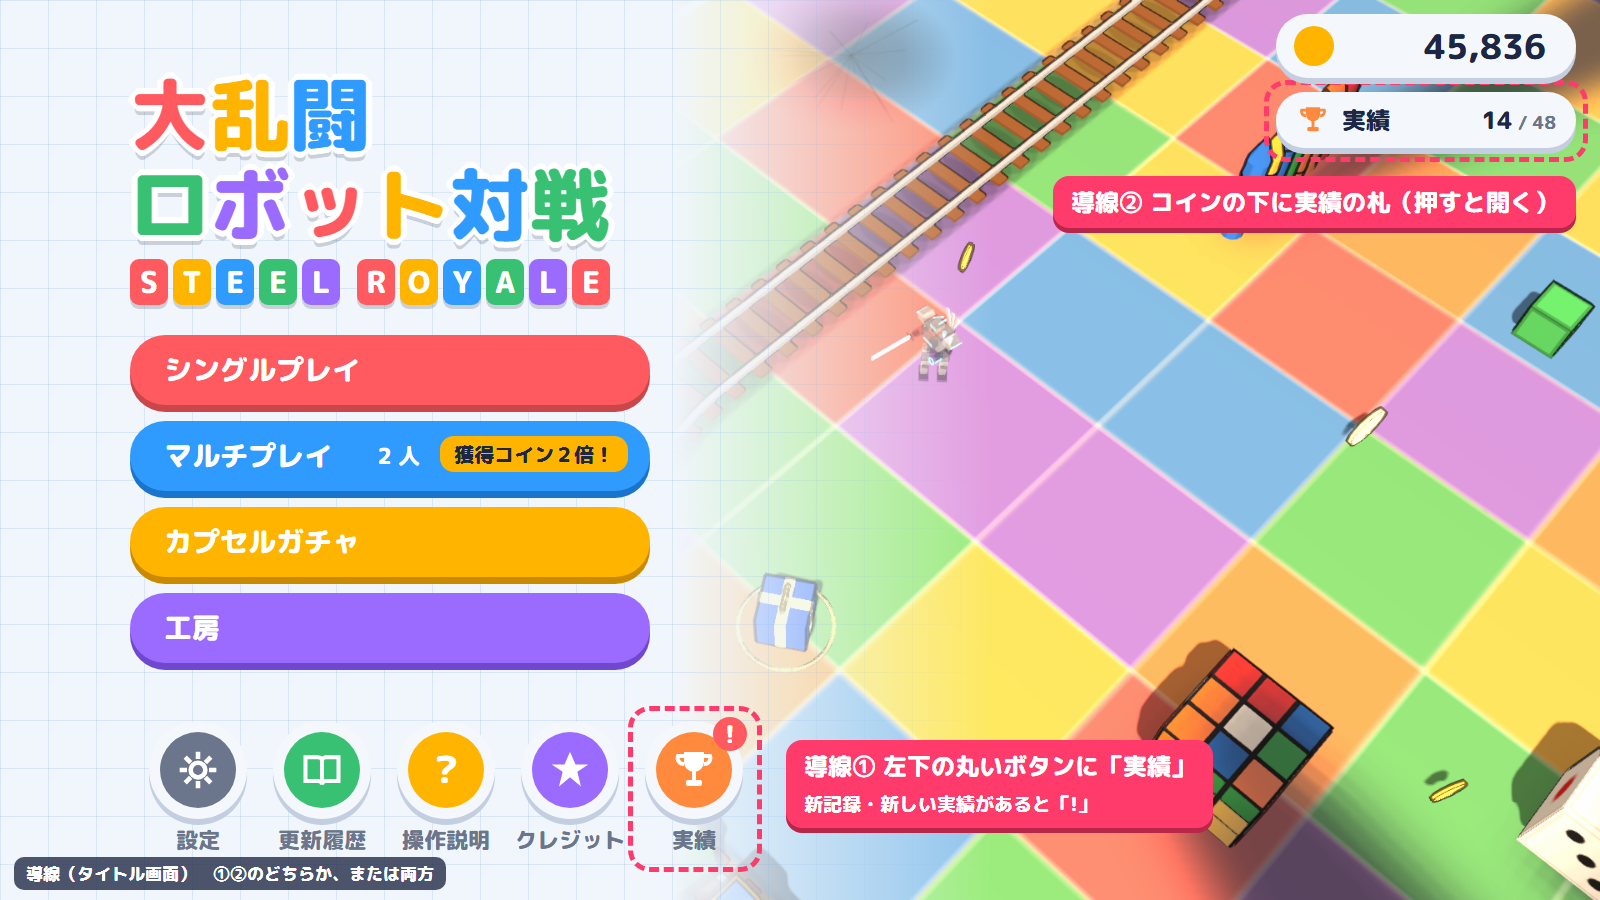 45,836
実績 14 / 48
導線② コインの下に実績の札（押すと開く）
大乱闘
ロボット対戦
STEEL ROYALE
シングルプレイ
マルチプレイ 2人 獲得コイン2倍！
カプセルガチャ
工房
?
!
設定
更新履歴
操作説明
クレジット
実績
導線① 左下の丸いボタンに「実績」
新記録・新しい実績があると「!」
導線（タイトル画面） ①②のどちらか、または両方